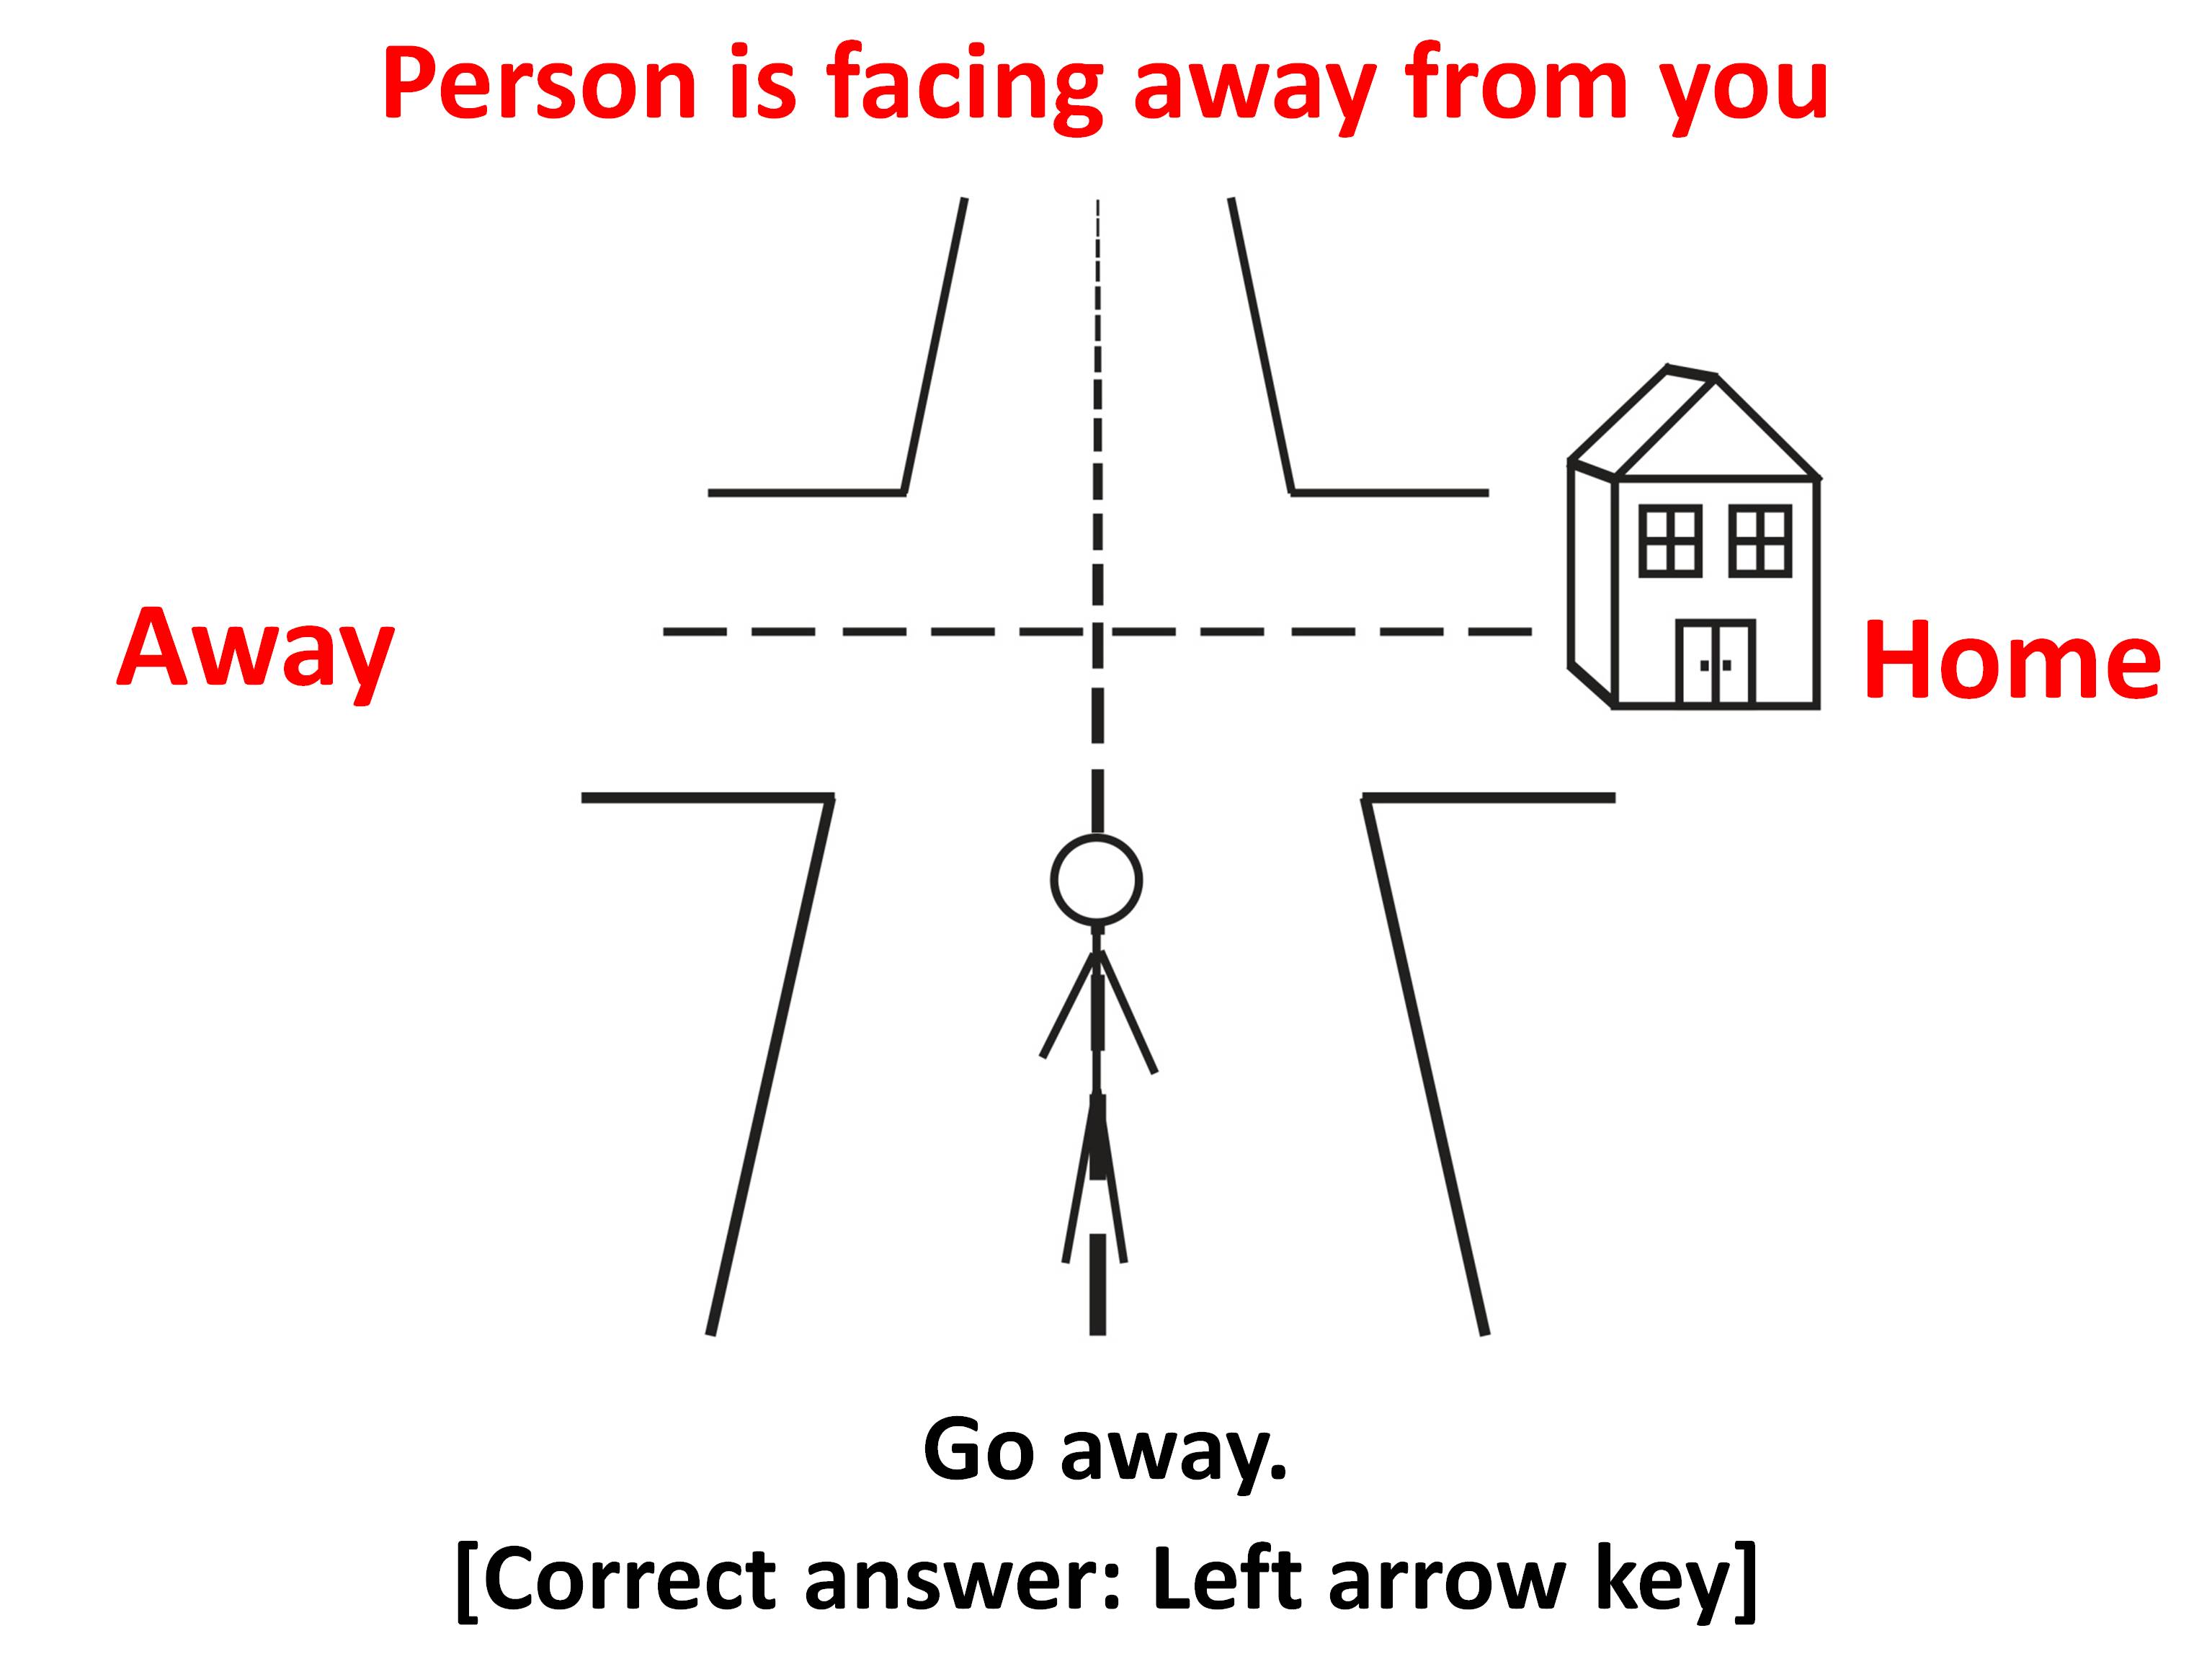 Person is facing away from you
Away
Home
Go away.
[Correct answer: Left arrow key]